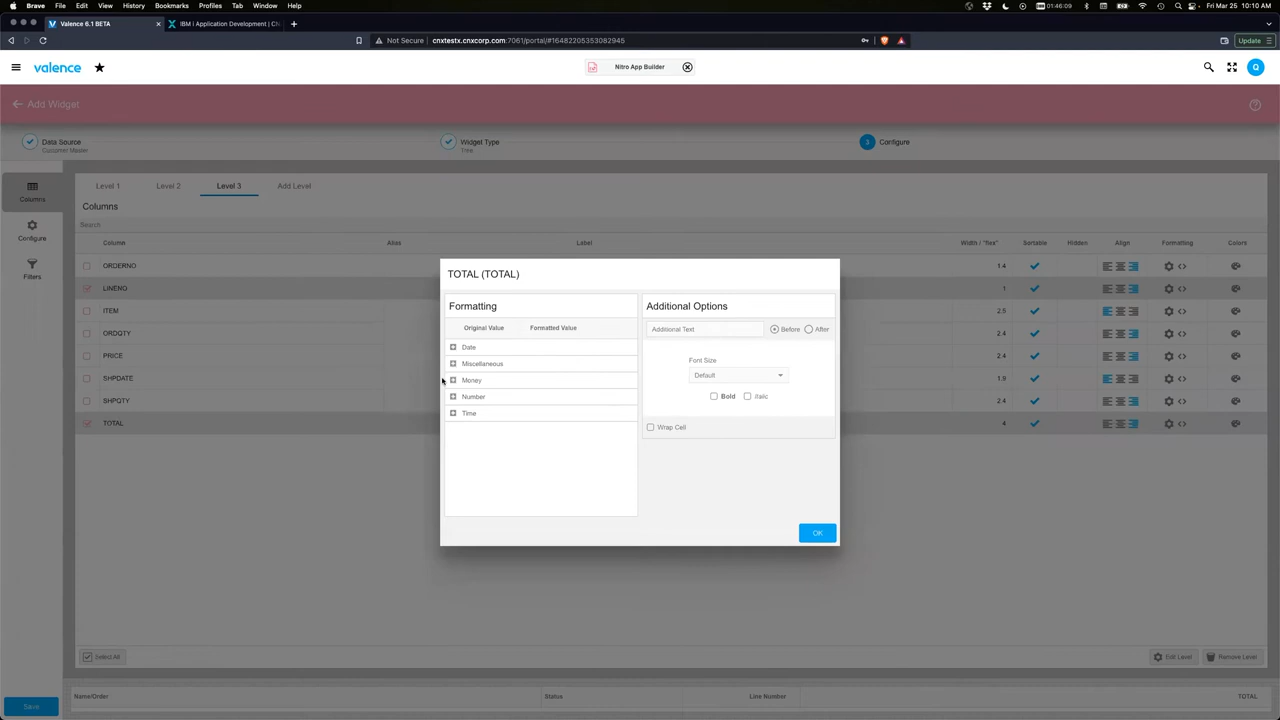 Brave File Edit View History Bookmarks Profiles Tab Window Help 01:46:09 Fri Mar 25 10:10 AM
Valence 6.1 BETA IBM i Application Development | CN
Not Secure cnxtestx.cnxcorp.com:7061/portal/#16482205353082945 Update
valence Nitro App Builder Q
Add Widget
Data Source
Customer Master
Widget Type
Tree
3 Configure
Columns
Configure
Filters
Level 1 Level 2 Level 3 Add Level
Columns
Search
Column Alias Label Width / "flex" Sortable Hidden Align Formatting Colors
ORDERNO 1.4
LINENO 1
ITEM 2.5
ORDQTY 2.4
PRICE 2.4
SHPDATE 1.9
SHPQTY 2.4
TOTAL 4
TOTAL (TOTAL)
Formatting
Original Value Formatted Value
Date
Miscellaneous
Money
Number
Time
Additional Options
Additional Text Before After
Font Size
Default
Bold Italic
Wrap Cell
OK
Select All Edit Level Remove Level
Name/Order Status Line Number TOTAL
Save